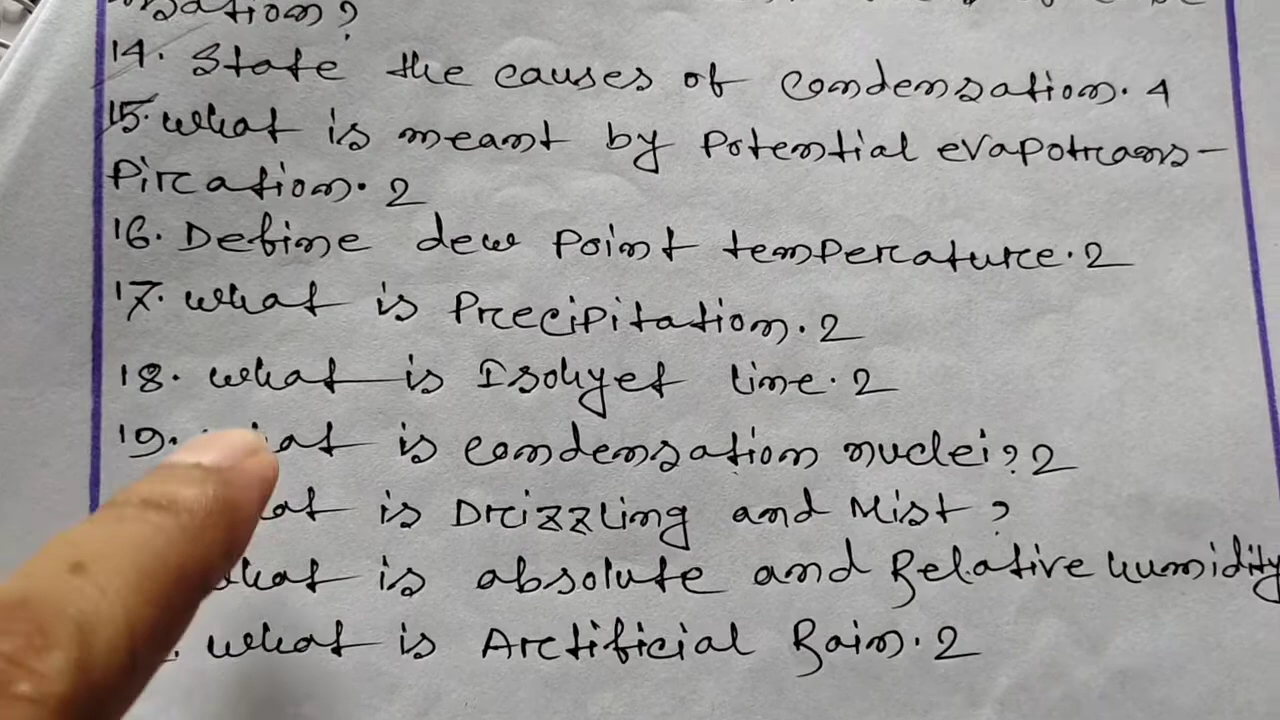 14. State the causes of condensation. 4
15. what is meant by Potential evapotrans-
Piration. 2
16. Define dew Point temperature. 2
17. what is Precipitation. 2
18. what is Isohyet line. 2
19. is condensation nuclei? 2
is Drizzling and Mist?
is absolute and Relative humidity
what is Artificial Rain. 2